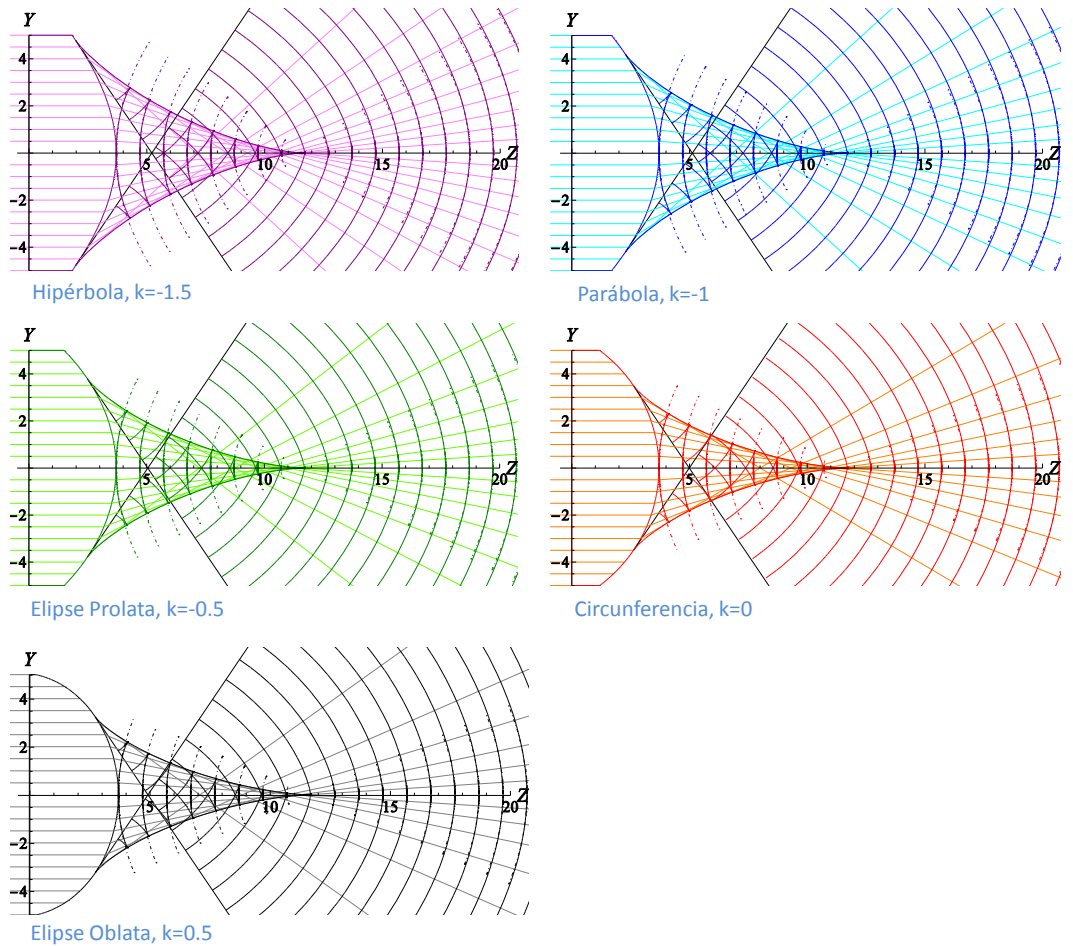 Y
4
2
5
10
15
20
Z
−2
−4
Hipérbola, k=-1.5
Y
4
2
5
10
15
20
Z
−2
−4
Parábola, k=-1
Y
4
2
5
10
15
20
Z
−2
−4
Elipse Prolata, k=-0.5
Y
4
2
5
10
15
20
Z
−2
−4
Circunferencia, k=0
Y
4
2
5
10
15
20
Z
−2
−4
Elipse Oblata, k=0.5